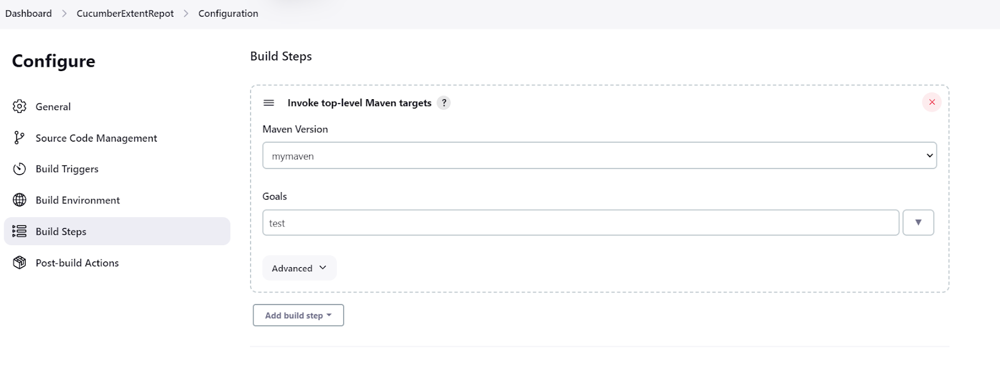 Dashboard > CucumberExtentRepot > Configuration
Configure
General
Source Code Management
Build Triggers
Build Environment
Build Steps
Post-build Actions
Build Steps
Invoke top-level Maven targets ?
Maven Version
mymaven
Goals
test
Advanced
Add build step